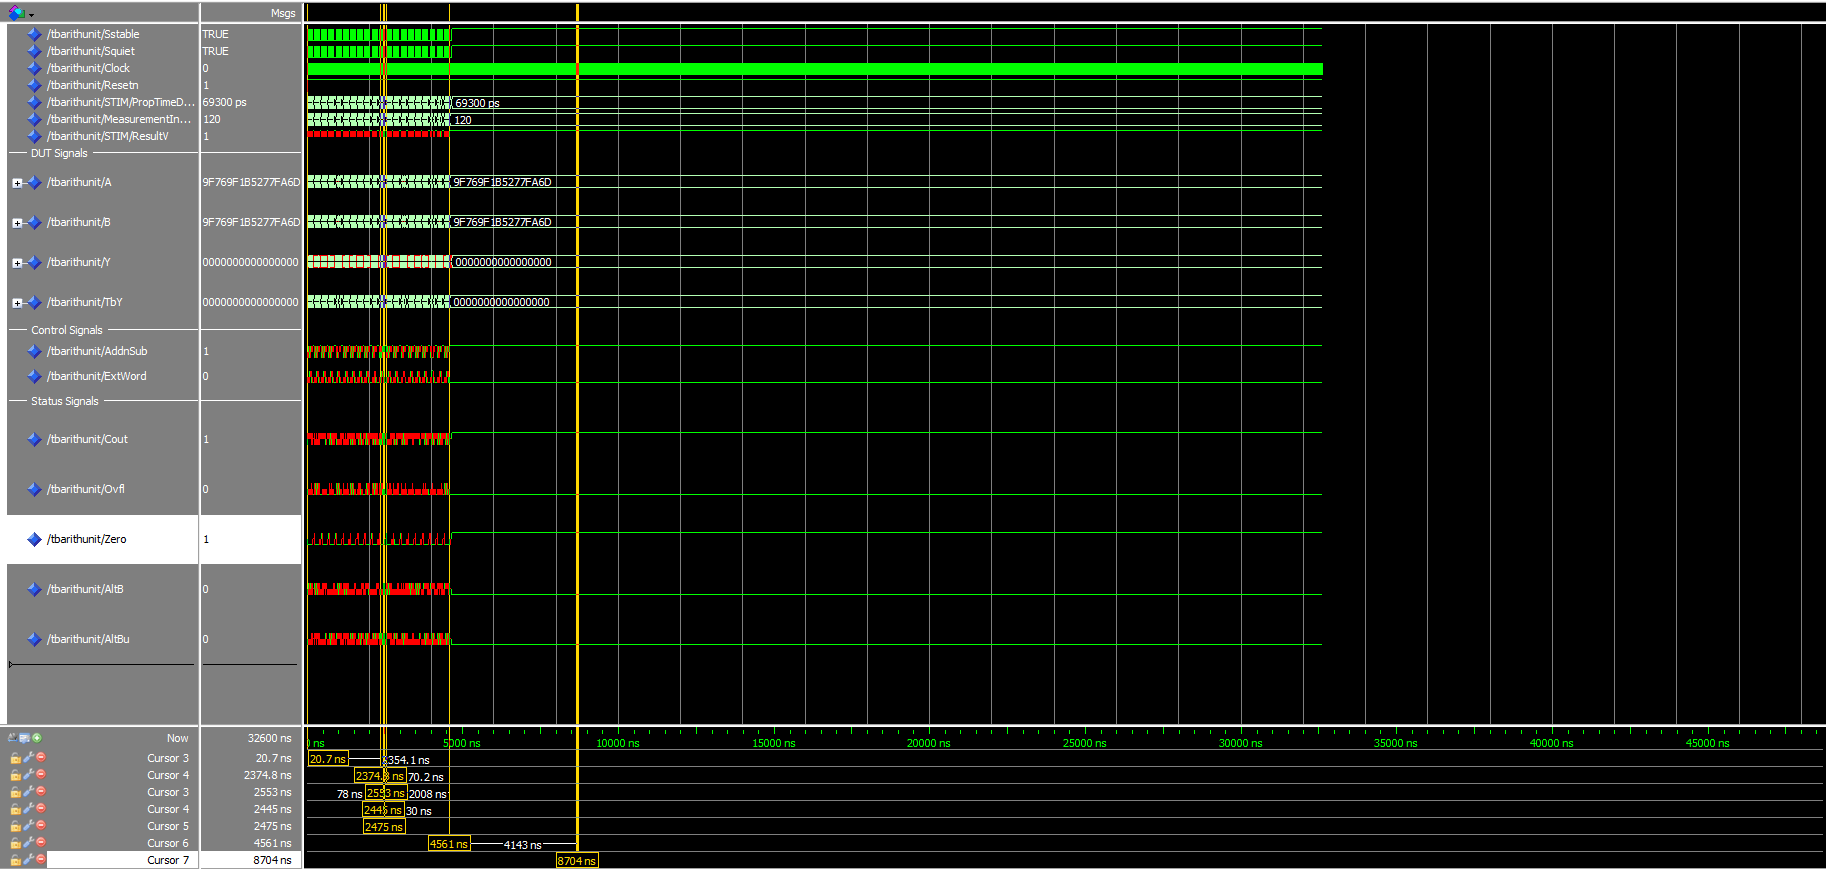 Msgs
/tbarithunit/Sstable TRUE
/tbarithunit/Squiet TRUE
/tbarithunit/Clock 0
/tbarithunit/Resetn 1
/tbarithunit/STIM/PropTimeD... 69300 ps 69300 ps
/tbarithunit/MeasurementIn... 120 120
/tbarithunit/STIM/ResultV 1
DUT Signals
/tbarithunit/A 9F769F1B5277FA6D 9F769F1B5277FA6D
/tbarithunit/B 9F769F1B5277FA6D 9F769F1B5277FA6D
/tbarithunit/Y 0000000000000000 0000000000000000
/tbarithunit/TbY 0000000000000000 0000000000000000
Control Signals
/tbarithunit/AddnSub 1
/tbarithunit/ExtWord 0
Status Signals
/tbarithunit/Cout 1
/tbarithunit/Ovfl 0
/tbarithunit/Zero 1
/tbarithunit/AltB 0
/tbarithunit/AltBu 0
Now 32600 ns ns 5000 ns 10000 ns 15000 ns 20000 ns 25000 ns 30000 ns 35000 ns 40000 ns 45000 ns
Cursor 3 20.7 ns 20.7 ns 354.1 ns
Cursor 4 2374.8 ns 2374.8 ns 70.2 ns
Cursor 3 2553 ns 78 ns 2553 ns 2008 ns
Cursor 4 2445 ns 2445 ns 30 ns
Cursor 5 2475 ns 2475 ns
Cursor 6 4561 ns 4561 ns 4143 ns
Cursor 7 8704 ns 8704 ns